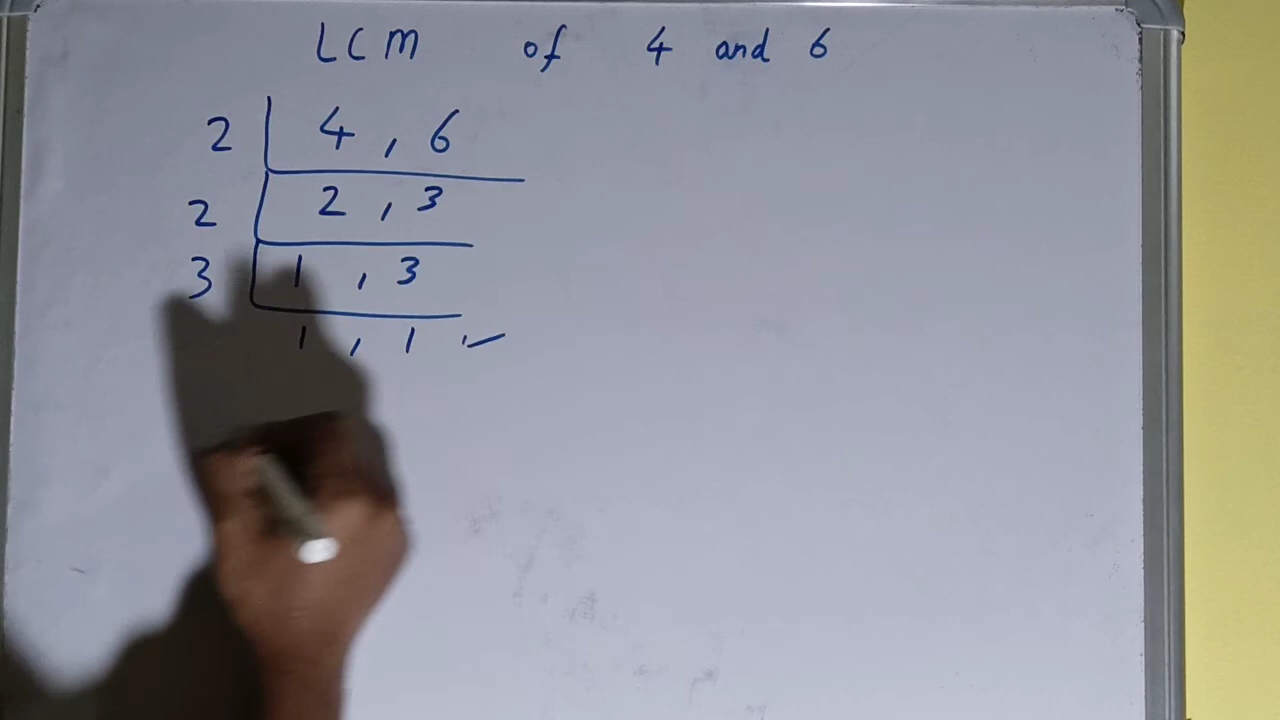 LCM of 4 and 6
2 | 4 , 6
2 | 2 , 3
3 | 1 , 3
1 , 1 ✓